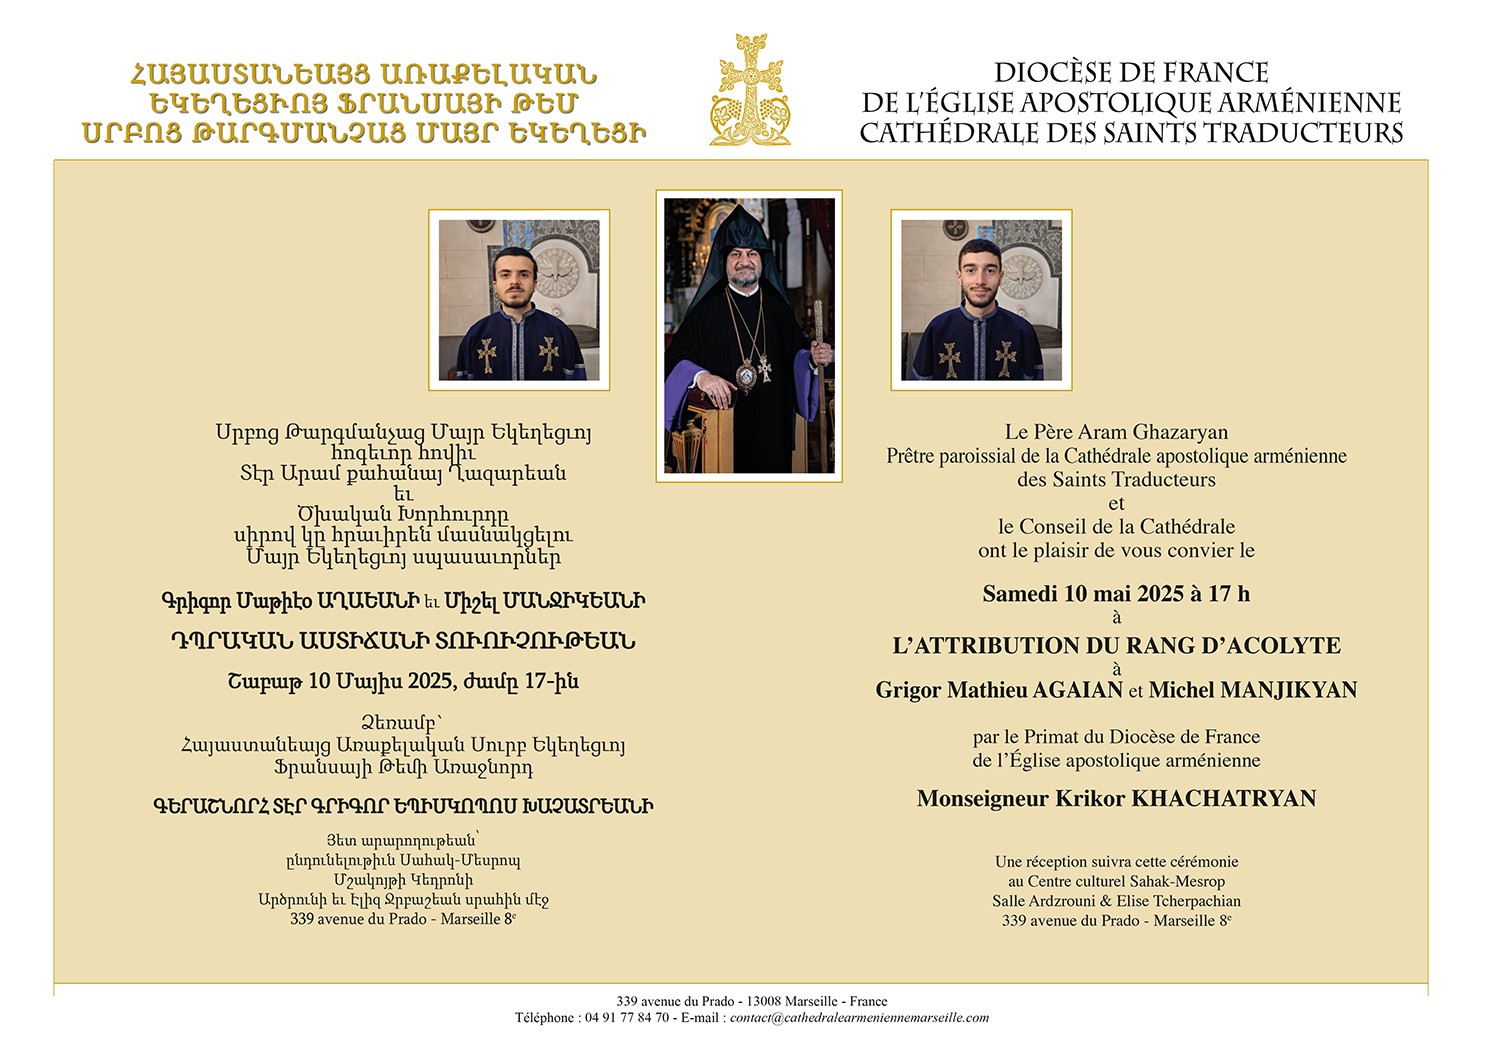 ՀԱՅԱՍՏԱՆԵԱՅՑ ԱՌԱՔԵԼԱԿԱՆ
ԵԿԵՂԵՑՒՈՅ ՖՐԱՆՍԱՅԻ ԹԵՄ
ՍՐԲՈՑ ԹԱՐԳՄԱՆՉԱՑ ՄԱՅՐ ԵԿԵՂԵՑԻ
DIOCÈSE DE FRANCE
DE L'ÉGLISE APOSTOLIQUE ARMÉNIENNE
CATHÉDRALE DES SAINTS TRADUCTEURS
Սրբոց Թարգմանչաց Մայր Եկեղեցւոյ
հոգեւոր հովիւ
Տէր Արամ քահանայ Ղազարեան
եւ
Ծխական Խորհուրդը
սիրով կը հրաւիրեն մասնակցելու
Մայր Եկեղեցւոյ սպասաւորներ
Գրիգոր Մաթիէօ ԱՂԱԵԱՆԻ եւ Միշել ՄԱՆՋԻԿԵԱՆԻ
ԴՊՐԱԿԱՆ ԱՍՏԻՃԱՆԻ ՏՈՒՈՒՉՈՒԹԵԱՆ
Շաբաթ 10 Մայիս 2025, ժամը 17-ին
Ձեռամբ՝
Հայաստանեայց Առաքելական Սուրբ Եկեղեցւոյ
Ֆրանսայի Թեմի Առաջնորդ
ԳԵՐԱՇՆՈՐՀ ՏԷՐ ԳՐԻԳՈՐ ԵՊԻՍԿՈՊՈՍ ԽԱՉԱՏՐԵԱՆԻ
Յետ արարողութեան՝
ընդունելութիւն Սահակ-Մեսրոպ
Մշակոյթի Կեդրոնի
Արծրունի եւ Էլիզ Ջրբաշեան սրահին մէջ
339 avenue du Prado - Marseille 8e
Le Père Aram Ghazaryan
Prêtre paroissial de la Cathédrale apostolique arménienne
des Saints Traducteurs
et
le Conseil de la Cathédrale
ont le plaisir de vous convier le
Samedi 10 mai 2025 à 17 h
à
L'ATTRIBUTION DU RANG D'ACOLYTE
à
Grigor Mathieu AGAIAN et Michel MANJIKYAN
par le Primat du Diocèse de France
de l'Église apostolique arménienne
Monseigneur Krikor KHACHATRYAN
Une réception suivra cette cérémonie
au Centre culturel Sahak-Mesrop
Salle Ardzrouni & Elise Tcherpachian
339 avenue du Prado - Marseille 8e
339 avenue du Prado - 13008 Marseille - France
Téléphone : 04 91 77 84 70 - E-mail : contact@cathedralearmeniennemarseille.com